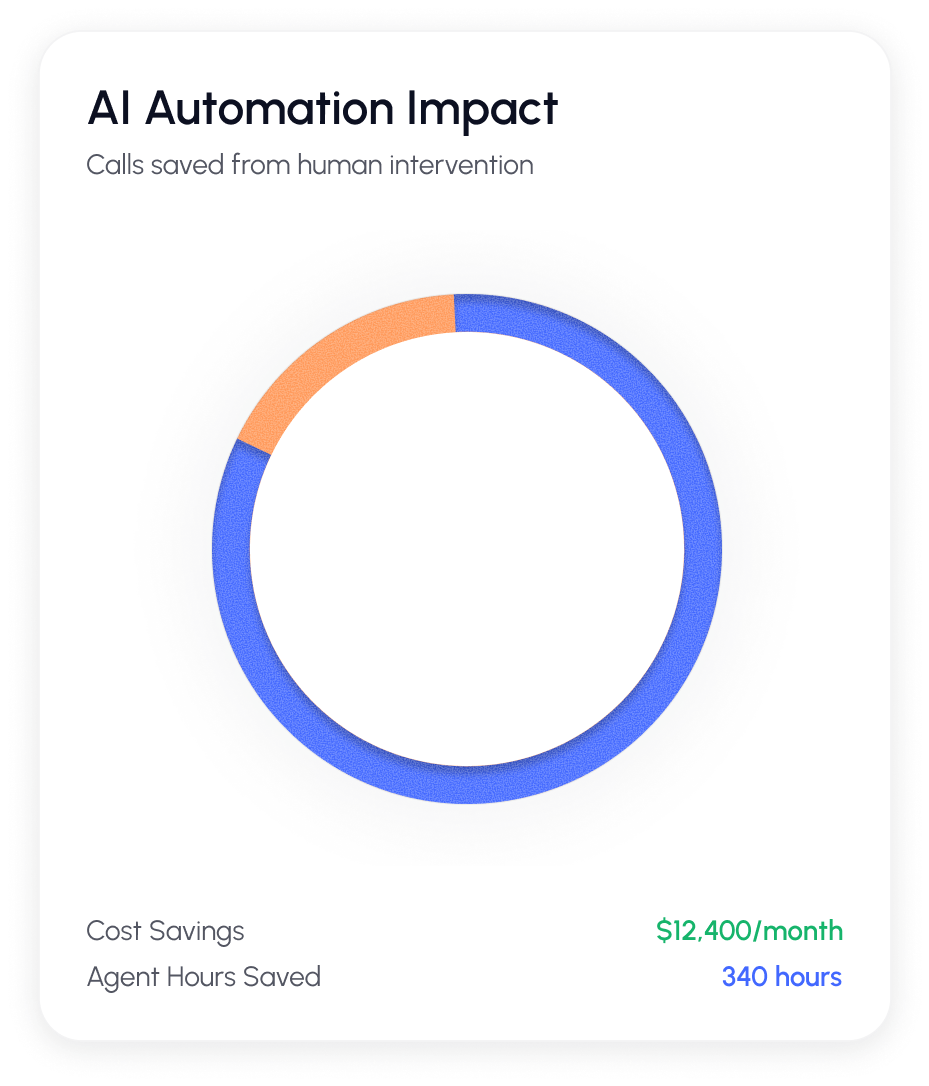 AI Automation Impact
Calls saved from human intervention
Cost Savings $12,400/month
Agent Hours Saved 340 hours